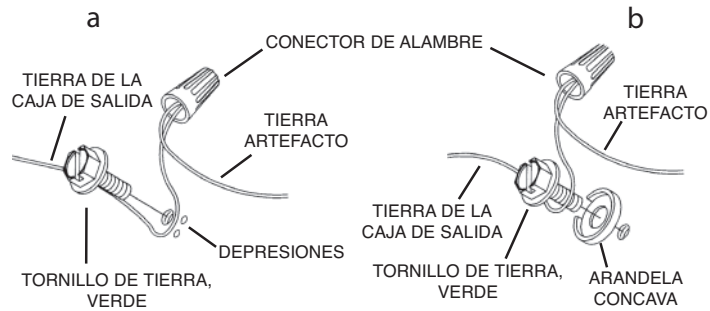 a
b
CONECTOR DE ALAMBRE
TIERRA DE LA
CAJA DE SALIDA
TIERRA
ARTEFACTO
DEPRESIONES
TORNILLO DE TIERRA,
VERDE
TIERRA
ARTEFACTO
TIERRA DE LA
CAJA DE SALIDA
TORNILLO DE TIERRA,
VERDE
ARANDELA
CONCAVA